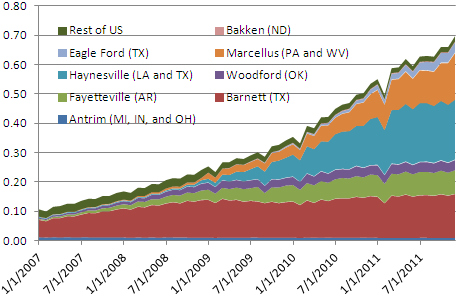 0.80
0.70
0.60
0.50
0.40
0.30
0.20
0.10
0.00
Rest of US
Bakken (ND)
Eagle Ford (TX)
Marcellus (PA and WV)
Haynesville (LA and TX)
Woodford (OK)
Fayetteville (AR)
Barnett (TX)
Antrim (MI, IN, and OH)
1/1/2007
7/1/2007
1/1/2008
7/1/2008
1/1/2009
7/1/2009
1/1/2010
7/1/2010
1/1/2011
7/1/2011